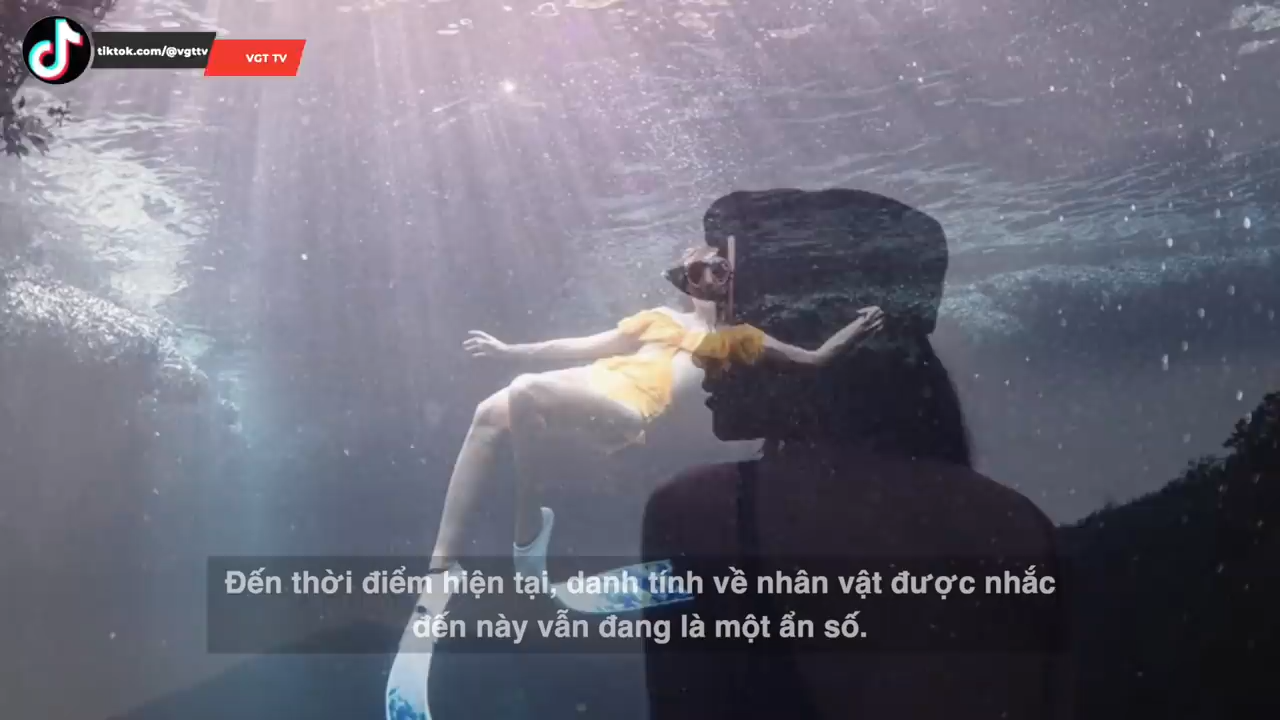 tiktok.com/@vgttv
VGT TV
Đến thời điểm hiện tại, danh tính về nhân vật được nhắc
đến này vẫn đang là một ẩn số.